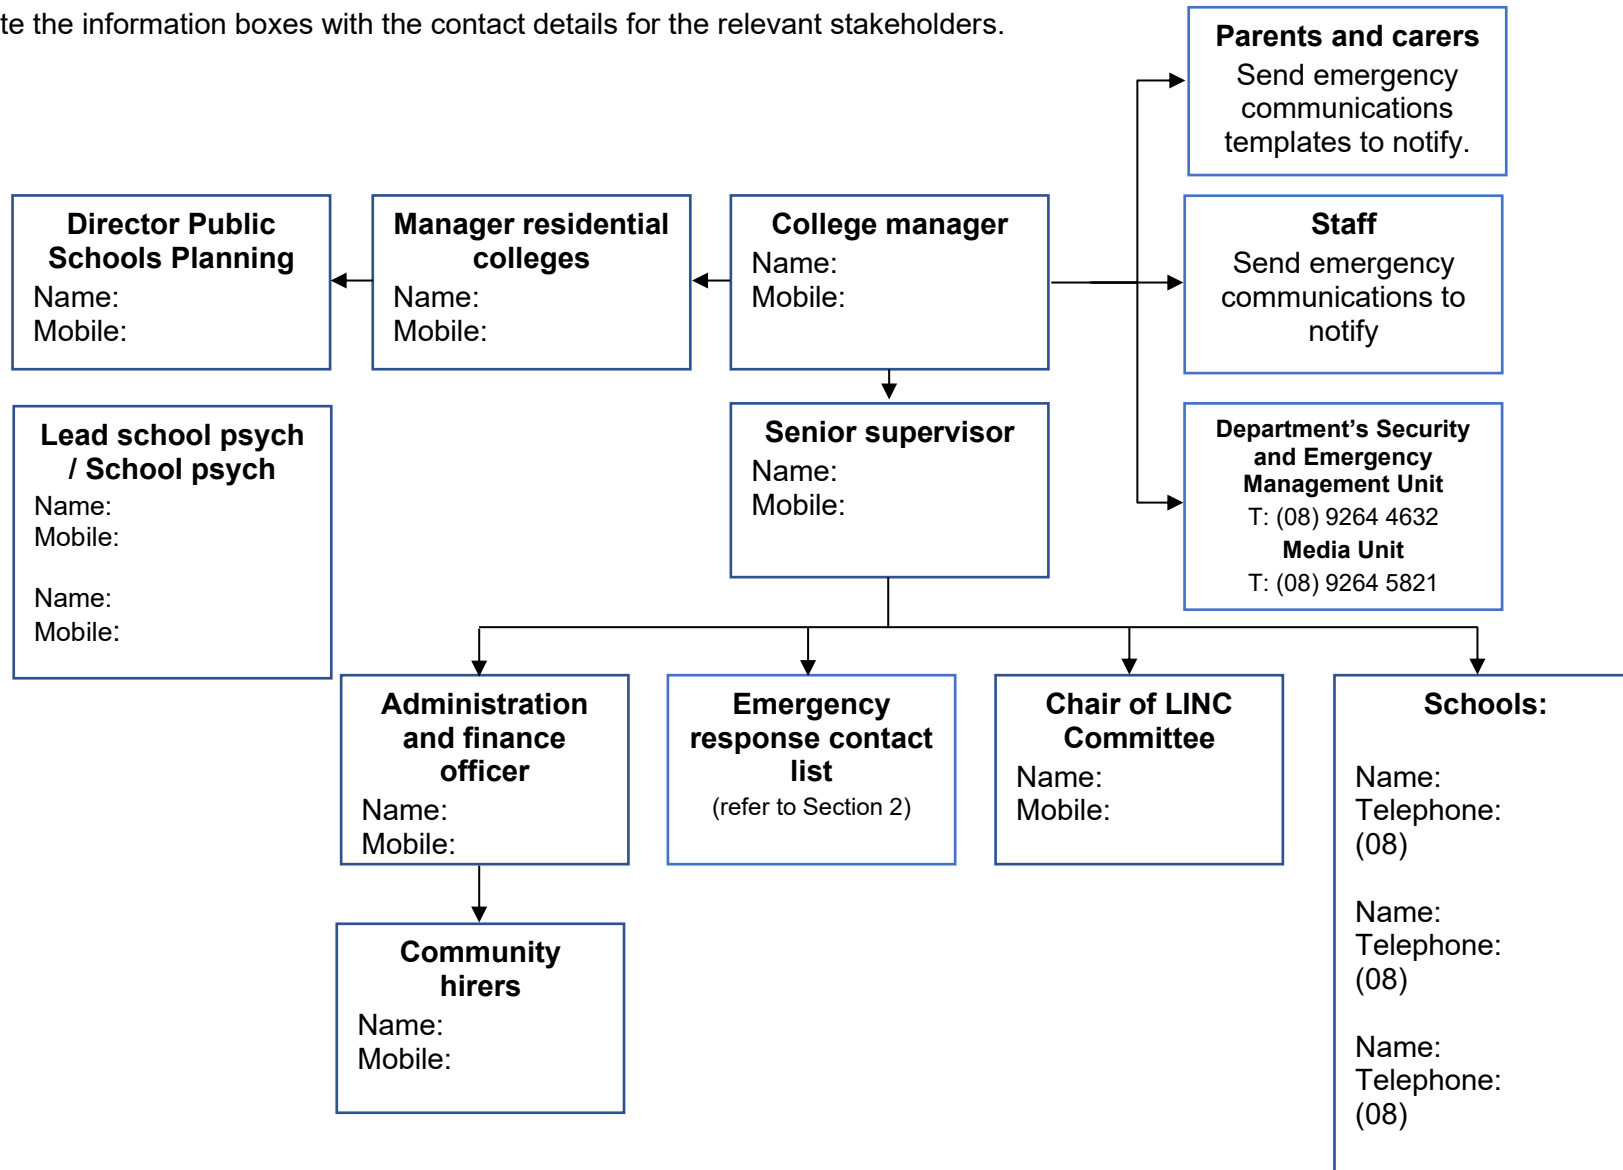 te the information boxes with the contact details for the relevant stakeholders.
Parents and carers
Send emergency
communications
templates to notify.
Director Public
Schools Planning
Name:
Mobile:
Manager residential
colleges
Name:
Mobile:
College manager
Name:
Mobile:
Staff
Send emergency
communications to
notify
Lead school psych
/ School psych
Name:
Mobile:
Name:
Mobile:
Senior supervisor
Name:
Mobile:
Department’s Security
and Emergency
Management Unit
T: (08) 9264 4632
Media Unit
T: (08) 9264 5821
Administration
and finance
officer
Name:
Mobile:
Emergency
response contact
list
(refer to Section 2)
Chair of LINC
Committee
Name:
Mobile:
Schools:
Name:
Telephone:
(08)
Name:
Telephone:
(08)
Name:
Telephone:
(08)
Community
hirers
Name:
Mobile: